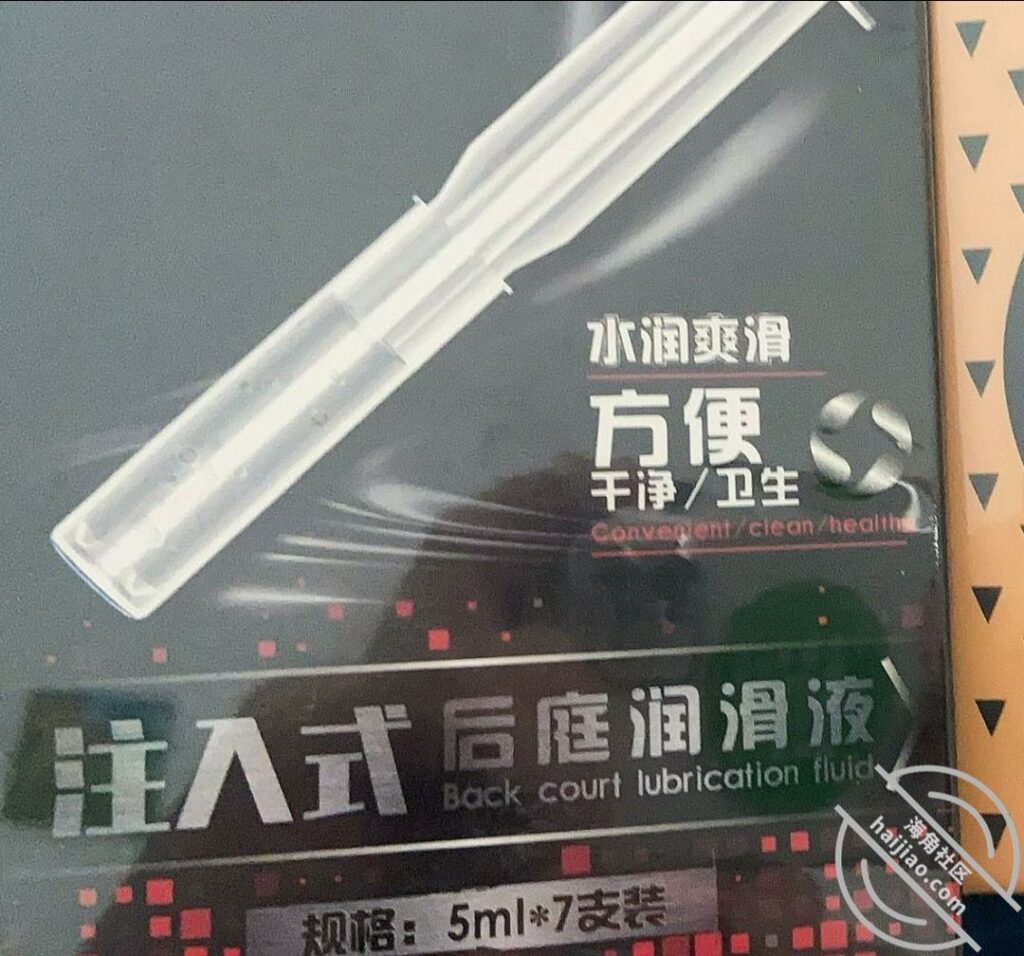 水润爽滑
方便
干净/卫生
Convenient/clean/health
注入式 后庭润滑液
Back court lubrication fluid
规格：5ml*7支装
海角社区
haijiao.com